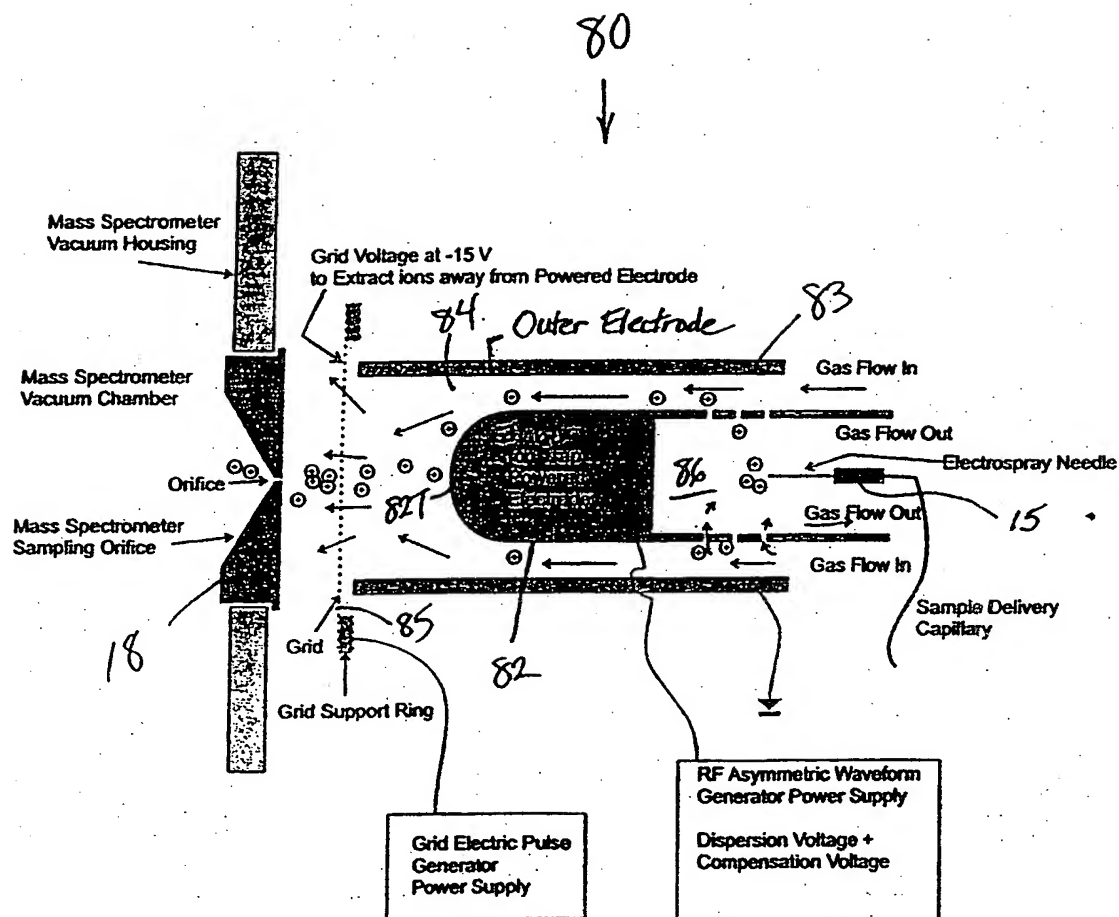 80
Mass Spectrometer
Vacuum Housing
Grid Voltage at -15 V
to Extract ions away from Powered Electrode
84
Outer Electrode
83
Gas Flow In
Mass Spectrometer
Vacuum Chamber
Gas Flow Out
Electrospray Needle
Powered
Electrode
86
Orifice
82T
15
Mass Spectrometer
Sampling Orifice
Gas Flow Out
Gas Flow In
Sample Delivery
Capillary
18
Grid
85
82
Grid Support Ring
RF Asymmetric Waveform
Generator Power Supply
Dispersion Voltage +
Compensation Voltage
Grid Electric Pulse
Generator
Power Supply